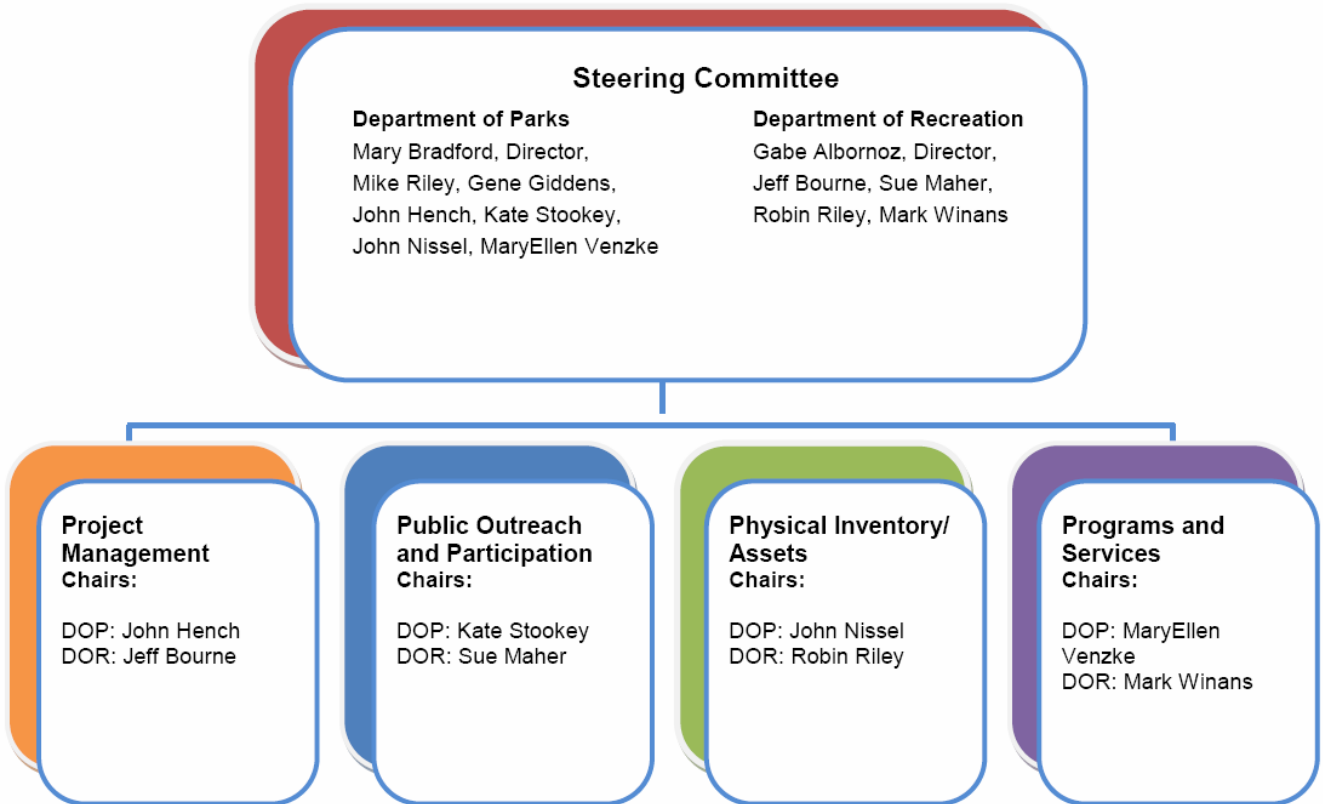 Steering Committee
Department of Parks
Mary Bradford, Director,
Mike Riley, Gene Giddens,
John Hench, Kate Stookey,
John Nissel, MaryEllen Venzke
Department of Recreation
Gabe Albornoz, Director,
Jeff Bourne, Sue Maher,
Robin Riley, Mark Winans
Project
Management
Chairs:
DOP: John Hench
DOR: Jeff Bourne
Public Outreach
and Participation
Chairs:
DOP: Kate Stookey
DOR: Sue Maher
Physical Inventory/
Assets
Chairs:
DOP: John Nissel
DOR: Robin Riley
Programs and
Services
Chairs:
DOP: MaryEllen
Venzke
DOR: Mark Winans